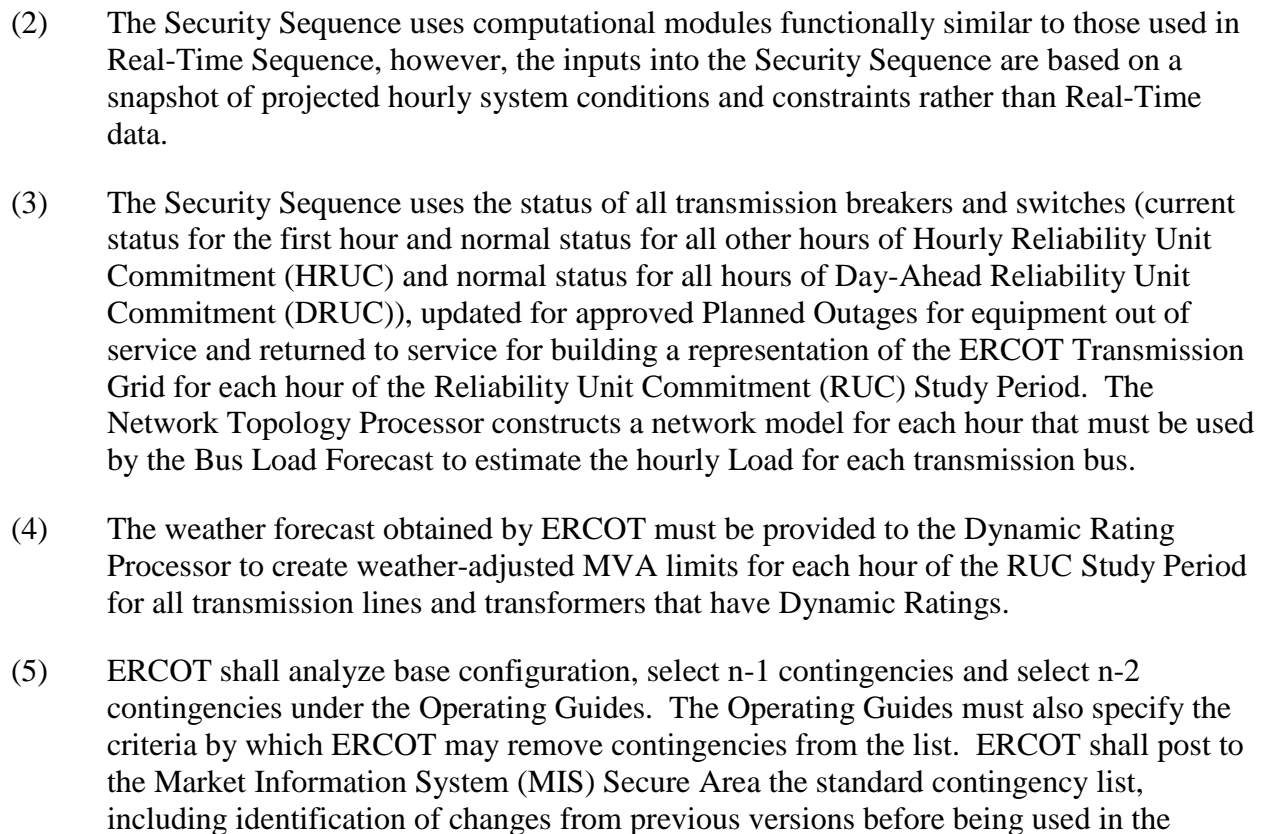 (2) The Security Sequence uses computational modules functionally similar to those used in
Real-Time Sequence, however, the inputs into the Security Sequence are based on a
snapshot of projected hourly system conditions and constraints rather than Real-Time
data.
(3) The Security Sequence uses the status of all transmission breakers and switches (current
status for the first hour and normal status for all other hours of Hourly Reliability Unit
Commitment (HRUC) and normal status for all hours of Day-Ahead Reliability Unit
Commitment (DRUC)), updated for approved Planned Outages for equipment out of
service and returned to service for building a representation of the ERCOT Transmission
Grid for each hour of the Reliability Unit Commitment (RUC) Study Period. The
Network Topology Processor constructs a network model for each hour that must be used
by the Bus Load Forecast to estimate the hourly Load for each transmission bus.
(4) The weather forecast obtained by ERCOT must be provided to the Dynamic Rating
Processor to create weather-adjusted MVA limits for each hour of the RUC Study Period
for all transmission lines and transformers that have Dynamic Ratings.
(5) ERCOT shall analyze base configuration, select n-1 contingencies and select n-2
contingencies under the Operating Guides. The Operating Guides must also specify the
criteria by which ERCOT may remove contingencies from the list. ERCOT shall post to
the Market Information System (MIS) Secure Area the standard contingency list,
including identification of changes from previous versions before being used in the